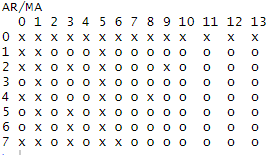 AR/MA
0 1 2 3 4 5 6 7 8 9 10 11 12 13
0 x x x x x x x x x x x x x x
1 x x o o o x o o o o o o o o
2 x x o x o x o o o x o o o o
3 o x o o o x o o o o o o o o
4 x x o o o x o o x o o o o o
5 o x o x o x o o o o o o o o
6 o x o x o o o o o o o o o o
7 x x o x o x x o o o o o o o